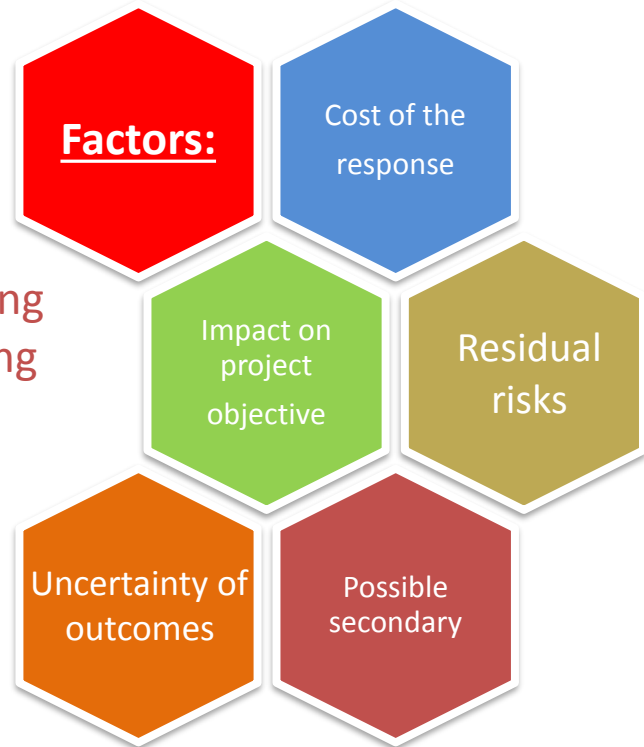 Factors:
Cost of the
response
ng
ng
Impact on
project
objective
Residual
risks
Uncertainty of
outcomes
Possible
secondary